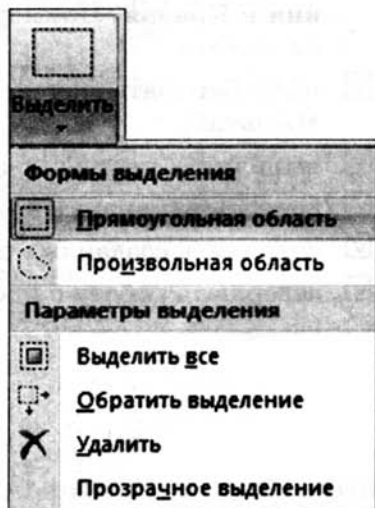 Выделить
Формы выделения
Прямоугольная область
Произвольная область
Параметры выделения
Выделить все
Обратить выделение
Удалить
Прозрачное выделение